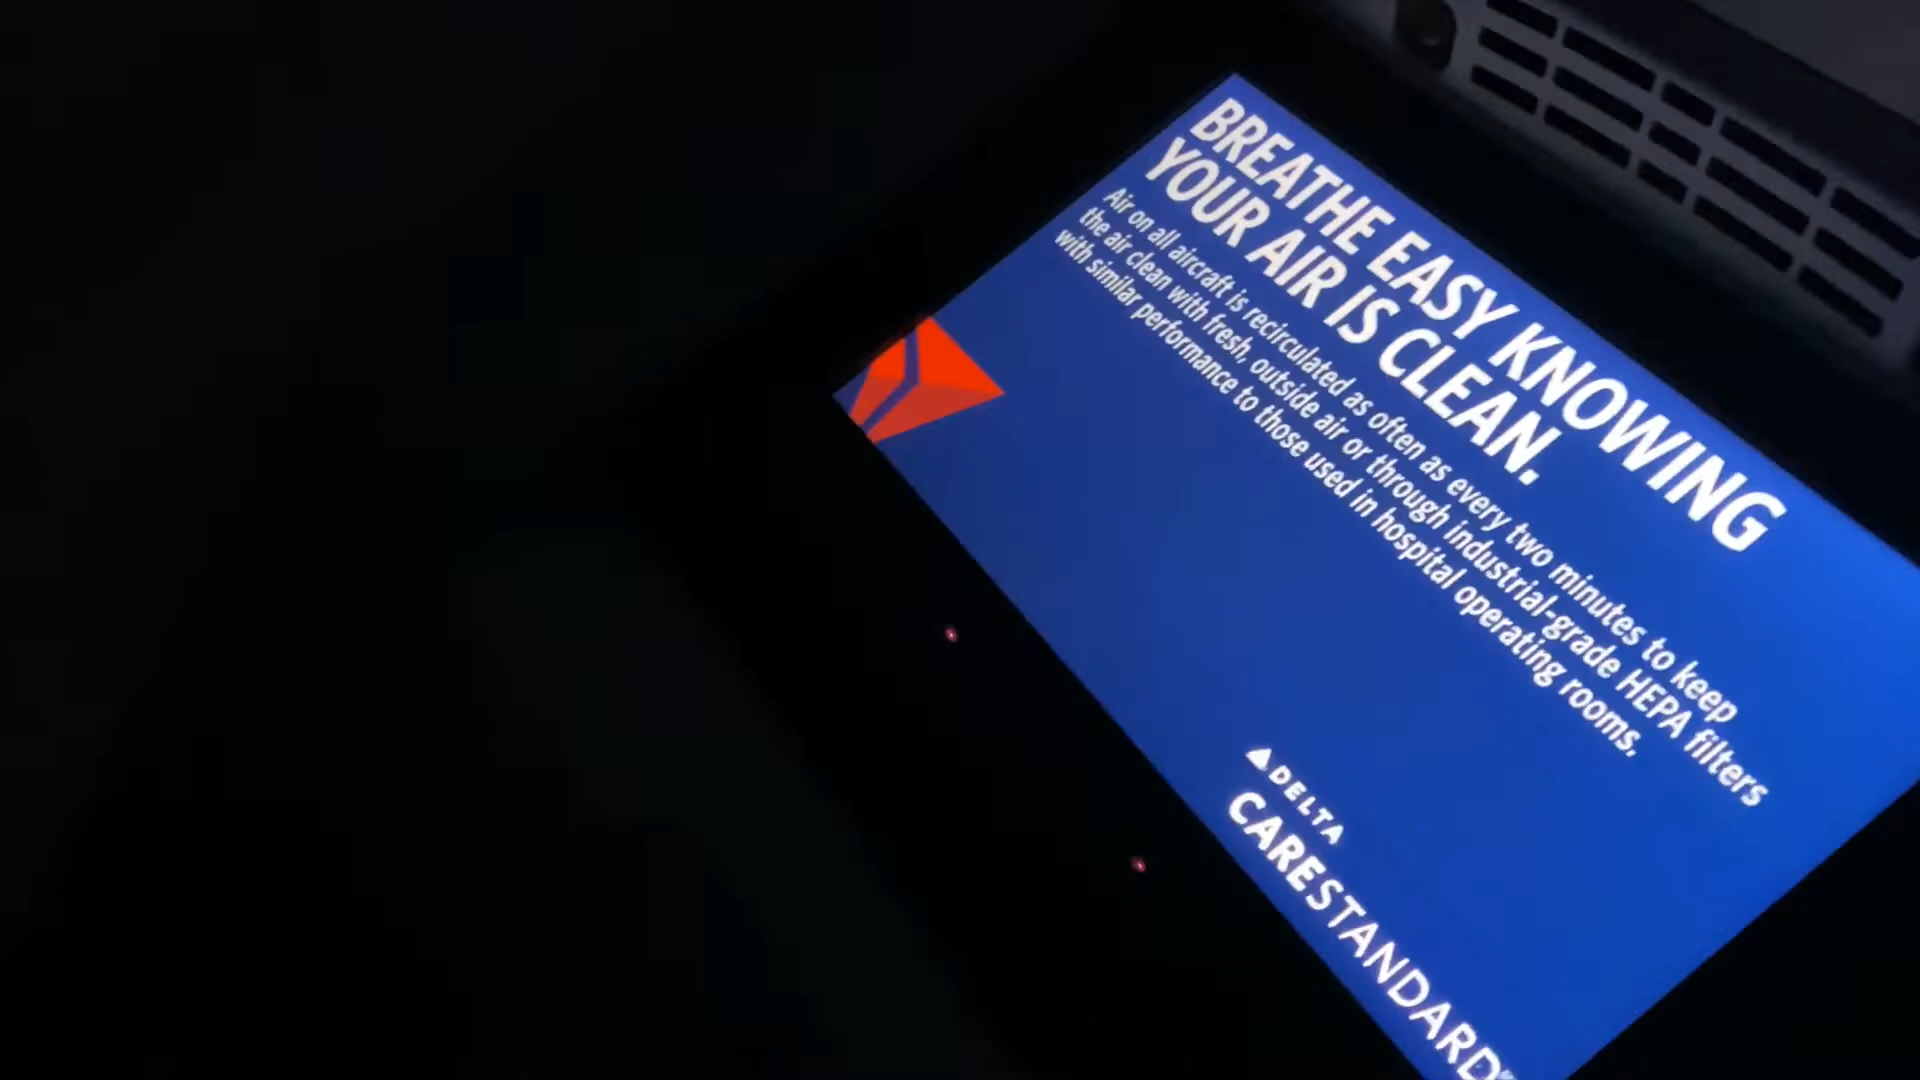 BREATHE EASY KNOWING
YOUR AIR IS CLEAN.
Air on all aircraft is recirculated as often as every two minutes to keep
the air clean with fresh, outside air or through industrial-grade HEPA filters
with similar performance to those used in hospital operating rooms.
DELTA
CARESTANDARD